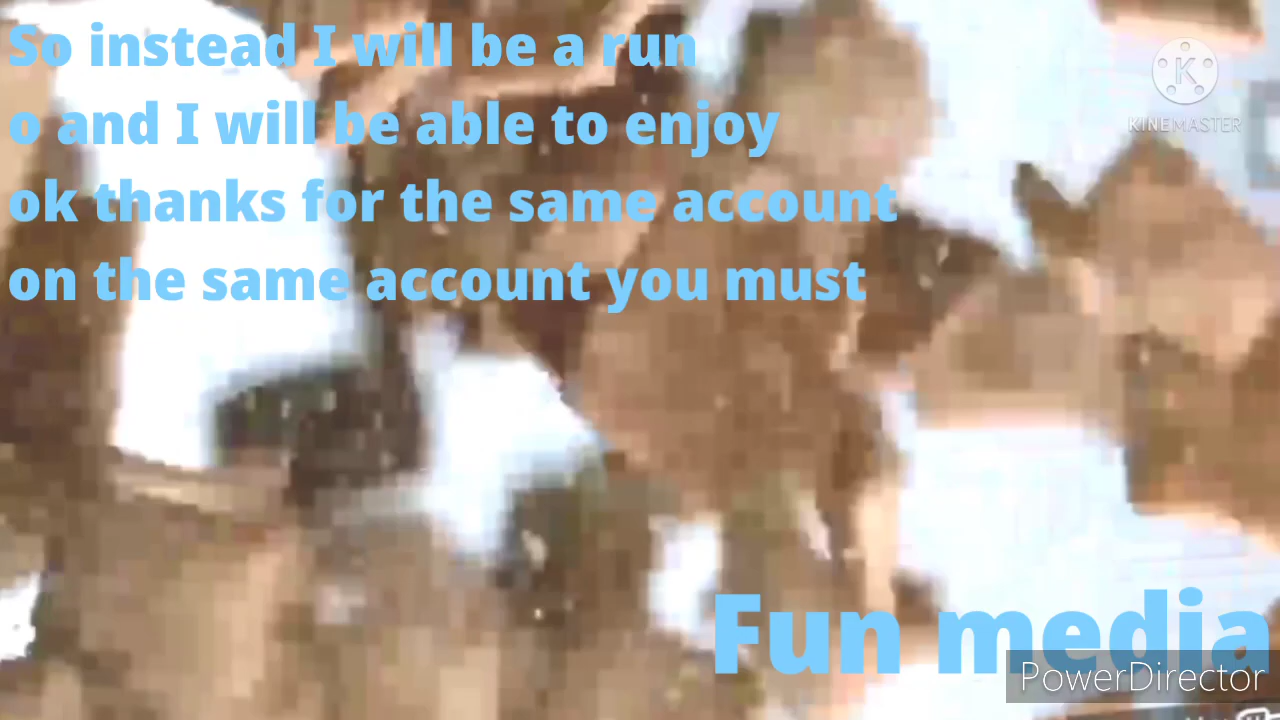 So instead I will be a run
o and I will be able to enjoy
ok thanks for the same account
on the same account you must
KINEMASTER
Fun media
PowerDirector